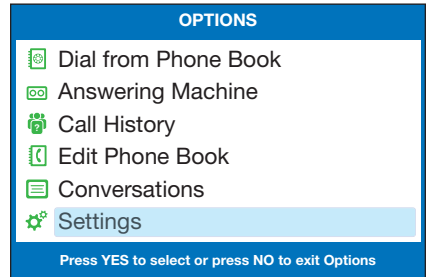 OPTIONS
Dial from Phone Book
Answering Machine
Call History
Edit Phone Book
Conversations
Settings
Press YES to select or press NO to exit Options